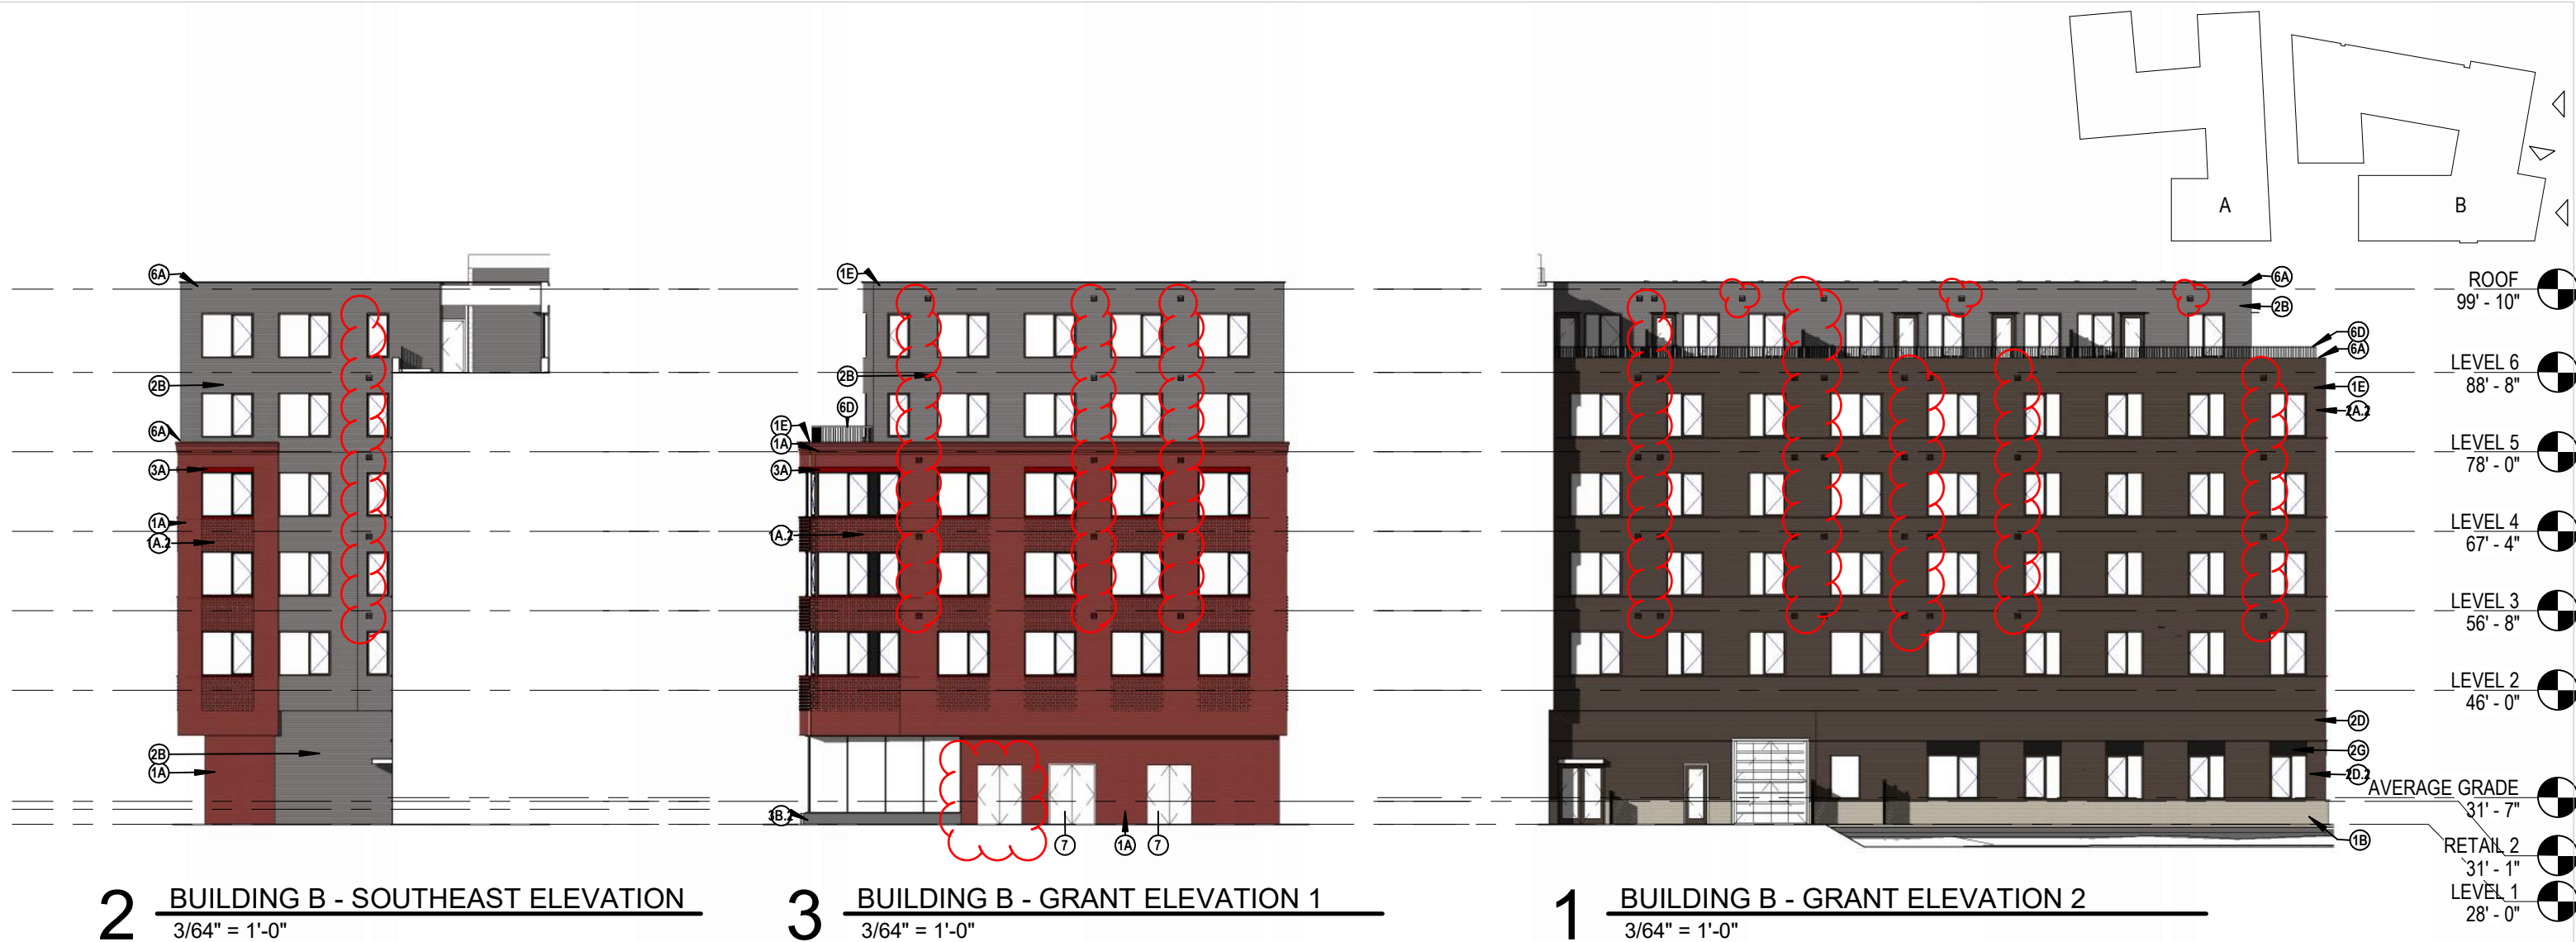 A
B
6A
2B
6A
3A
1A
1A.2
2B
1A
1E
2B
6D
1E
1A
3A
1A.2
3B.2
7
1A
7
6A
2B
6D
6A
1E
2A.2
2D
2G
2D.2
1B
ROOF
99' - 10"
LEVEL 6
88' - 8"
LEVEL 5
78' - 0"
LEVEL 4
67' - 4"
LEVEL 3
56' - 8"
LEVEL 2
46' - 0"
AVERAGE GRADE
31' - 7"
RETAIL 2
31' - 1"
LEVEL 1
28' - 0"
2 BUILDING B - SOUTHEAST ELEVATION
3/64" = 1'-0"
3 BUILDING B - GRANT ELEVATION 1
3/64" = 1'-0"
1 BUILDING B - GRANT ELEVATION 2
3/64" = 1'-0"